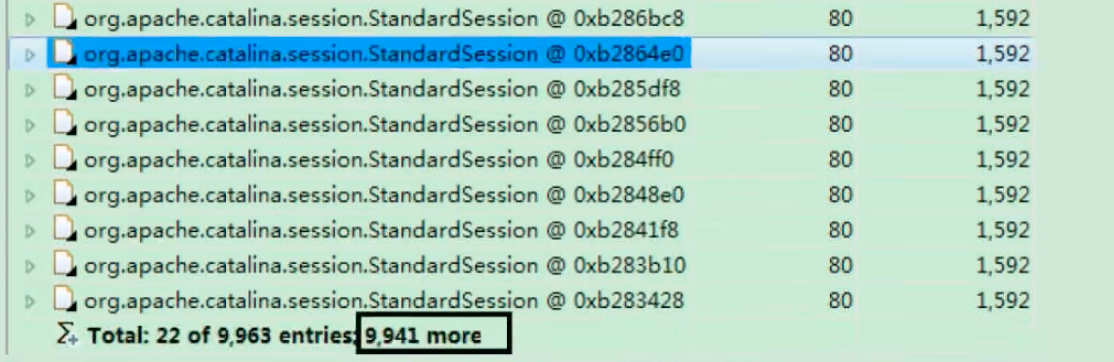 org.apache.catalina.session.StandardSession @ 0xb286bc8 80 1,592
org.apache.catalina.session.StandardSession @ 0xb2864e0 80 1,592
org.apache.catalina.session.StandardSession @ 0xb285df8 80 1,592
org.apache.catalina.session.StandardSession @ 0xb2856b0 80 1,592
org.apache.catalina.session.StandardSession @ 0xb284ff0 80 1,592
org.apache.catalina.session.StandardSession @ 0xb2848e0 80 1,592
org.apache.catalina.session.StandardSession @ 0xb2841f8 80 1,592
org.apache.catalina.session.StandardSession @ 0xb283b10 80 1,592
org.apache.catalina.session.StandardSession @ 0xb283428 80 1,592
Total: 22 of 9,963 entries; 9,941 more